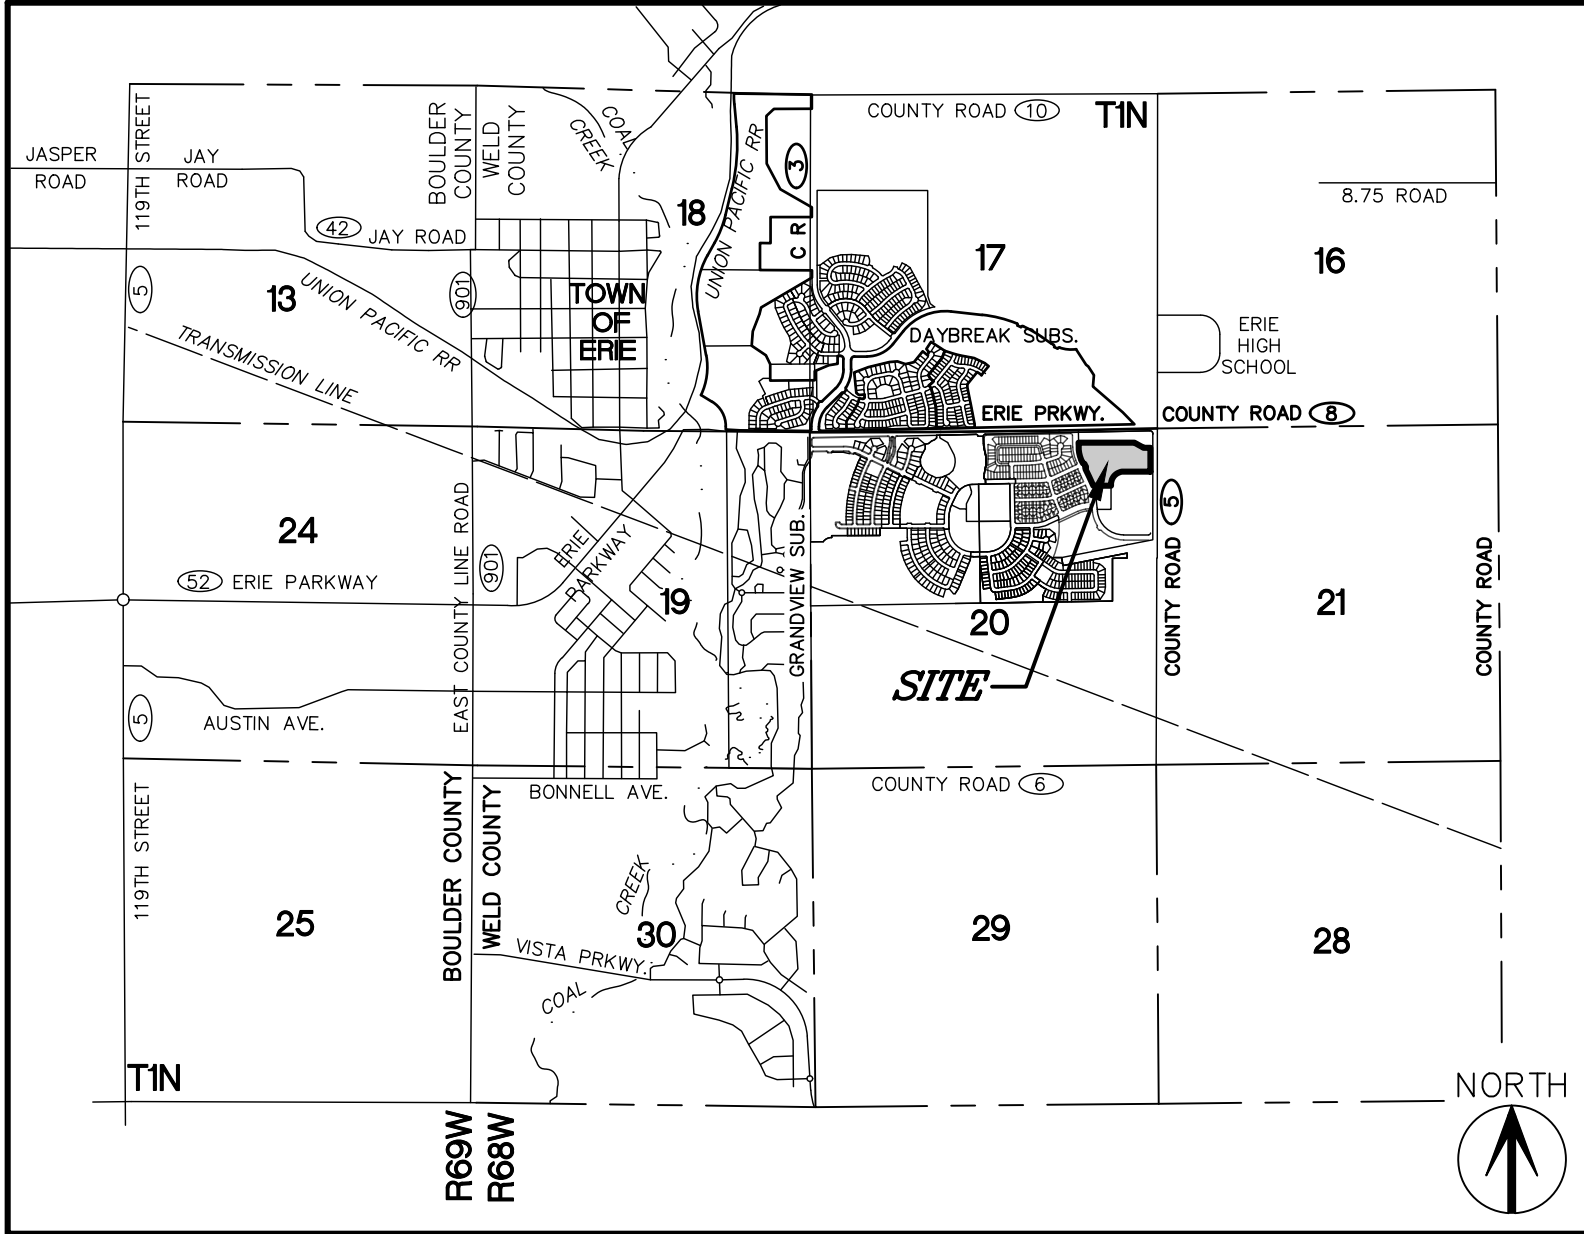 COUNTY ROAD 10
T1N
JASPER
ROAD
JAY
ROAD
119TH STREET
BOULDER
COUNTY
WELD
COUNTY
COAL
CREEK
UNION PACIFIC RR
3
C R
8.75 ROAD
18
42 JAY ROAD
17
16
5
13
UNION PACIFIC RR
901
TOWN
OF
ERIE
TRANSMISSION LINE
DAYBREAK SUBS.
ERIE
HIGH
SCHOOL
ERIE PRKWY.
COUNTY ROAD 8
24
EAST COUNTY LINE ROAD
901
ERIE
PARKWAY
GRANDVIEW SUB.
5
COUNTY ROAD
COUNTY ROAD
52 ERIE PARKWAY
19
20
21
SITE
5
AUSTIN AVE.
BONNELL AVE.
COUNTY ROAD 6
119TH STREET
BOULDER COUNTY
WELD COUNTY
CREEK
25
30
29
28
VISTA PRKWY.
COAL
T1N
NORTH
R69W
R68W